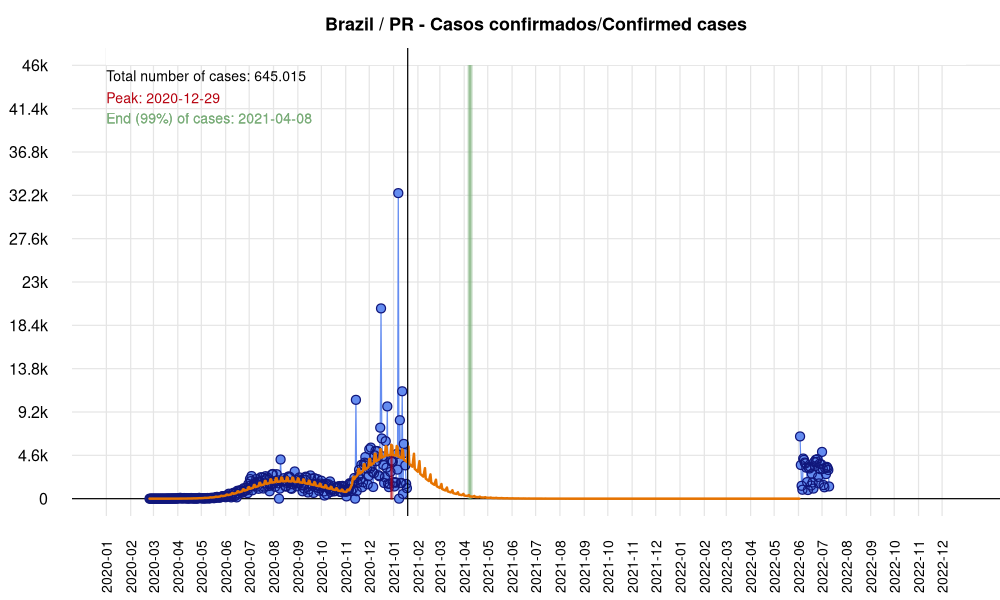 Brazil / PR - Casos confirmados/Confirmed cases
Total number of cases: 645.015
Peak: 2020-12-29
End (99%) of cases: 2021-04-08
46k
41.4k
36.8k
32.2k
27.6k
23k
18.4k
13.8k
9.2k
4.6k
0
2020-01
2020-02
2020-03
2020-04
2020-05
2020-06
2020-07
2020-08
2020-09
2020-10
2020-11
2020-12
2021-01
2021-02
2021-03
2021-04
2021-05
2021-06
2021-07
2021-08
2021-09
2021-10
2021-11
2021-12
2022-01
2022-02
2022-03
2022-04
2022-05
2022-06
2022-07
2022-08
2022-09
2022-10
2022-11
2022-12